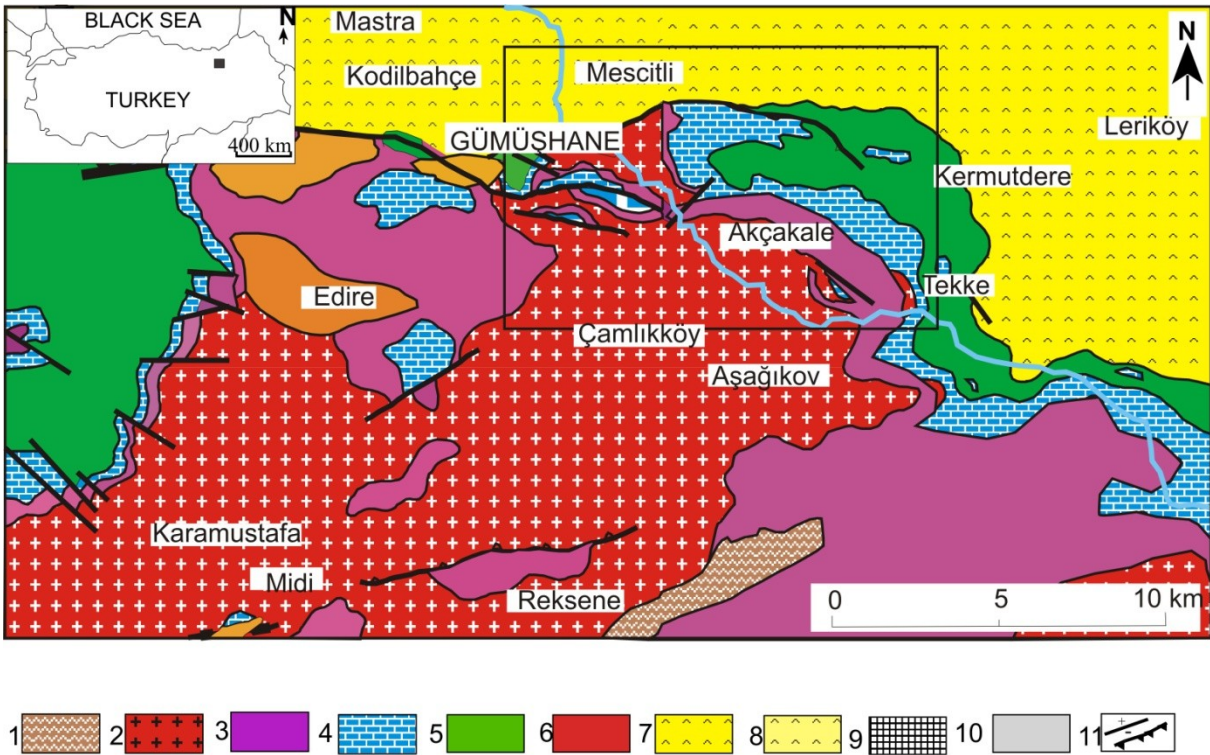 BLACK SEA
N
TURKEY
400 km
Mastra
Kodilbahçe
Mescitli
N
Leriköy
GÜMÜŞHANE
Kermutdere
Akçakale
Edire
Tekke
Çamlıkköy
Aşağıkov
Karamustafa
Midi
Reksene
0 5 10 km
1 2 3 4 5 6 7 8 9 10 11